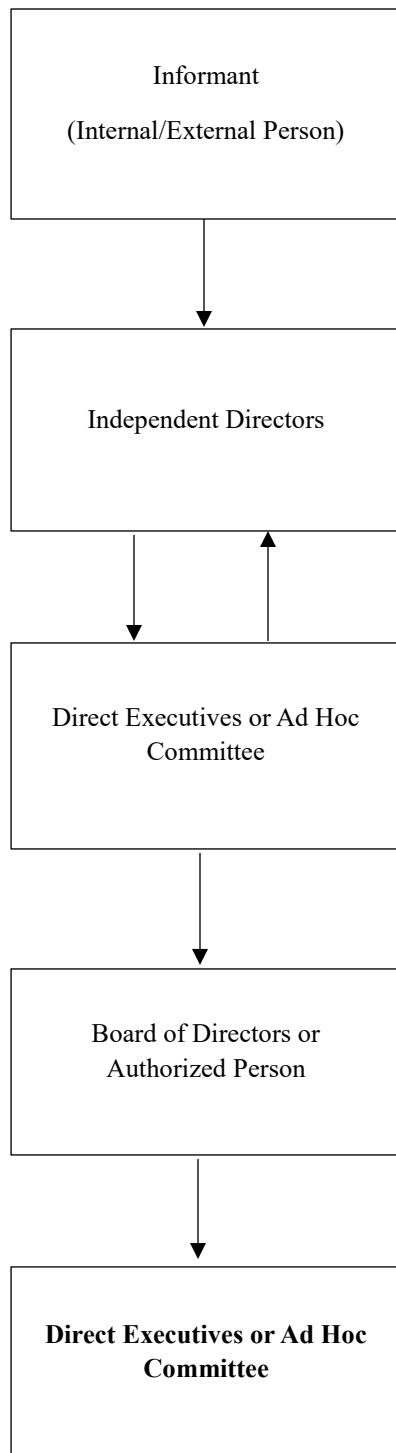 Informant
(Internal/External Person)
Independent Directors
Direct Executives or Ad Hoc
Committee
Board of Directors or
Authorized Person
Direct Executives or Ad Hoc
Committee